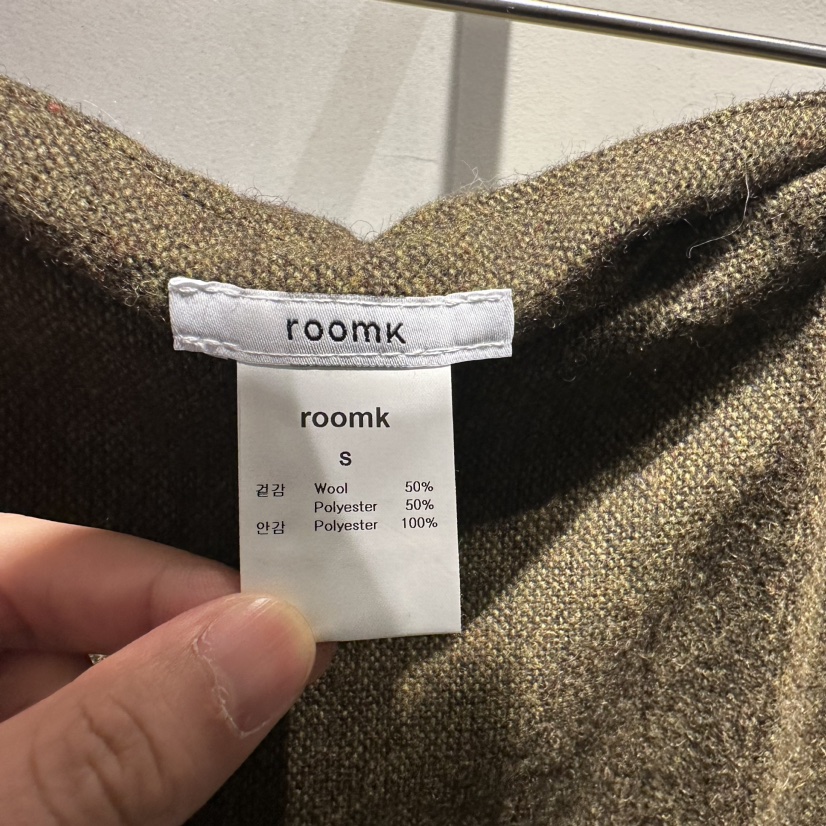 roomk
roomk
S
겉감 Wool 50%
Polyester 50%
안감 Polyester 100%